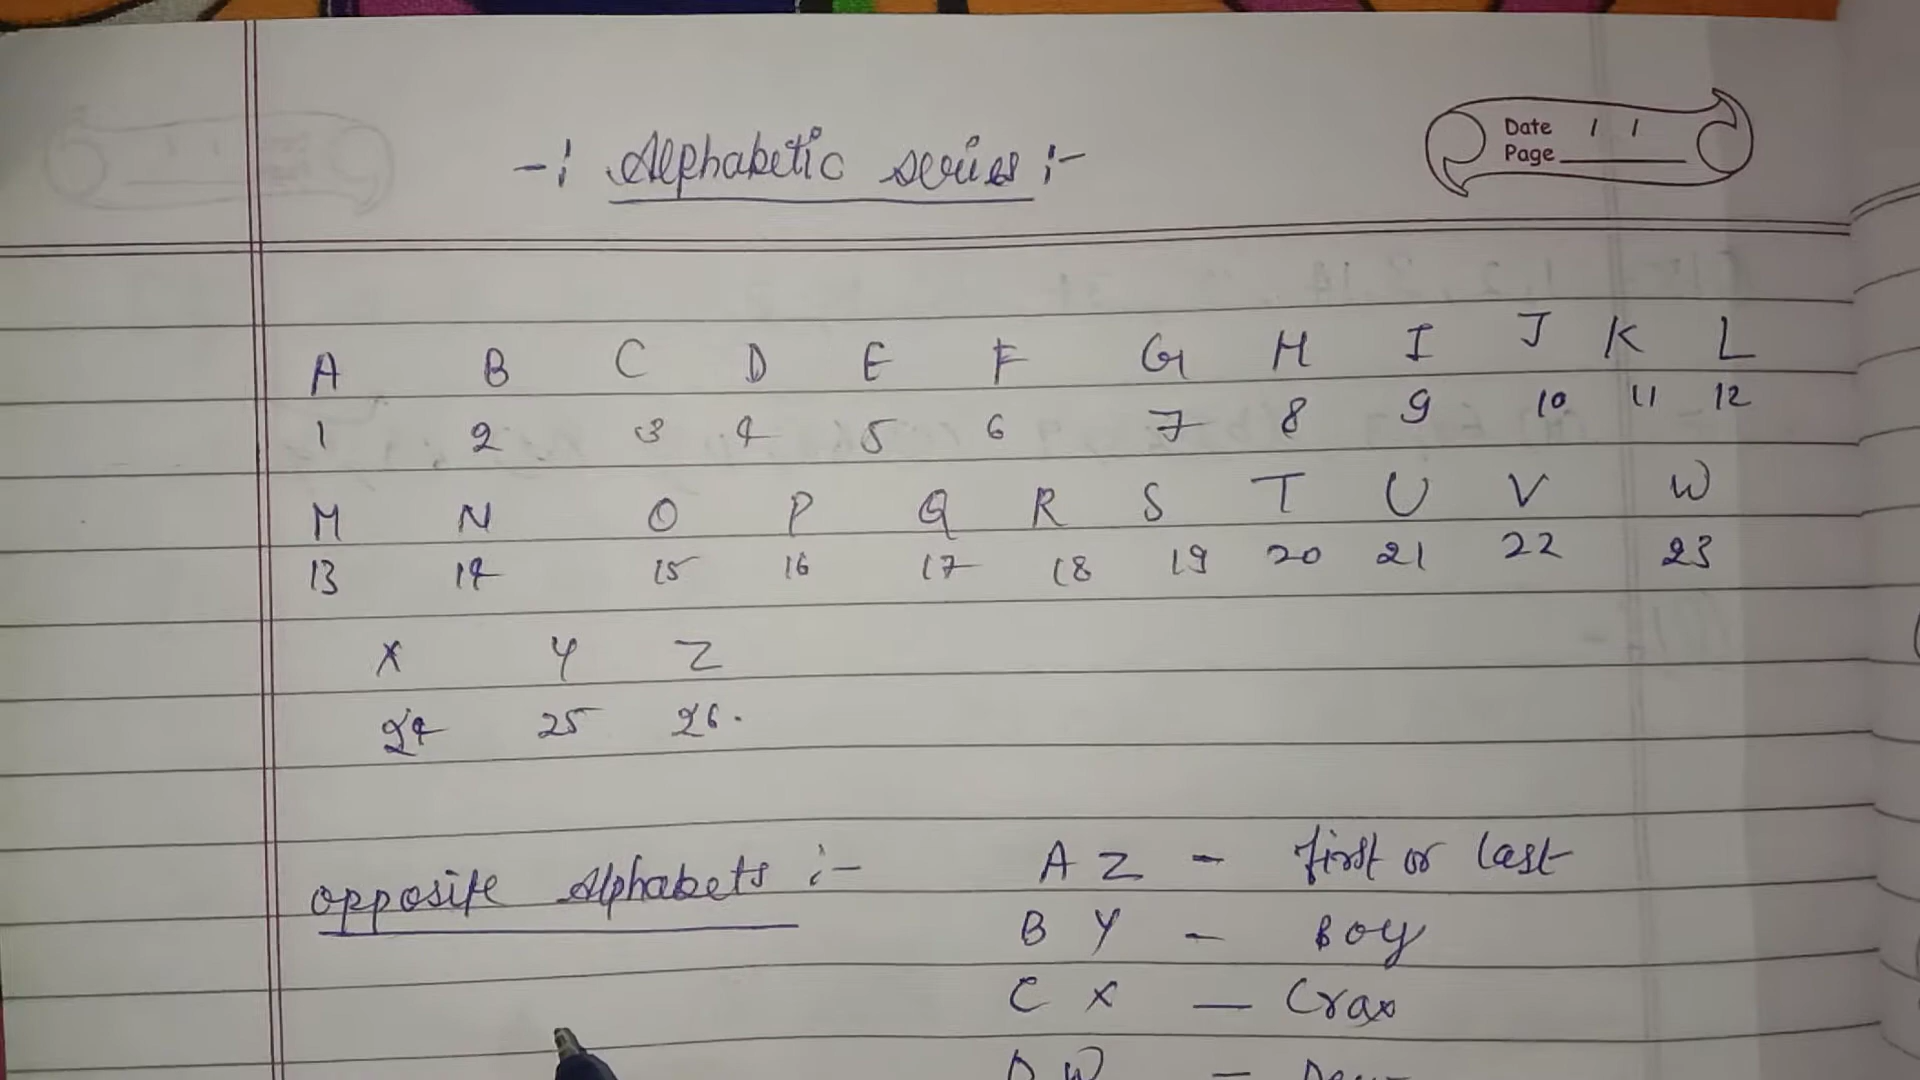 Date / /
Page
-: Alphabetic series :-
A B C D E F G H I J K L
1 2 3 4 5 6 7 8 9 10 11 12
M N O P Q R S T U V W
13 14 15 16 17 18 19 20 21 22 23
X Y Z
24 25 26.
opposite Alphabets :- A Z - first or last
B Y - Boy
C X - Crax
D W -